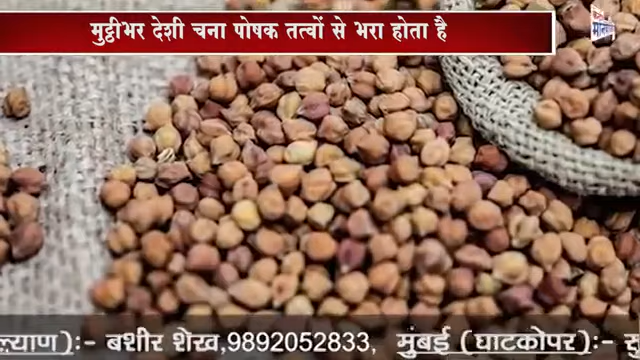 मुट्ठीभर देशी चना पोषक तत्वों से भरा होता है
ल्याण):- बशीर शेख,9892052833, मुंबई (घाटकोपर):-